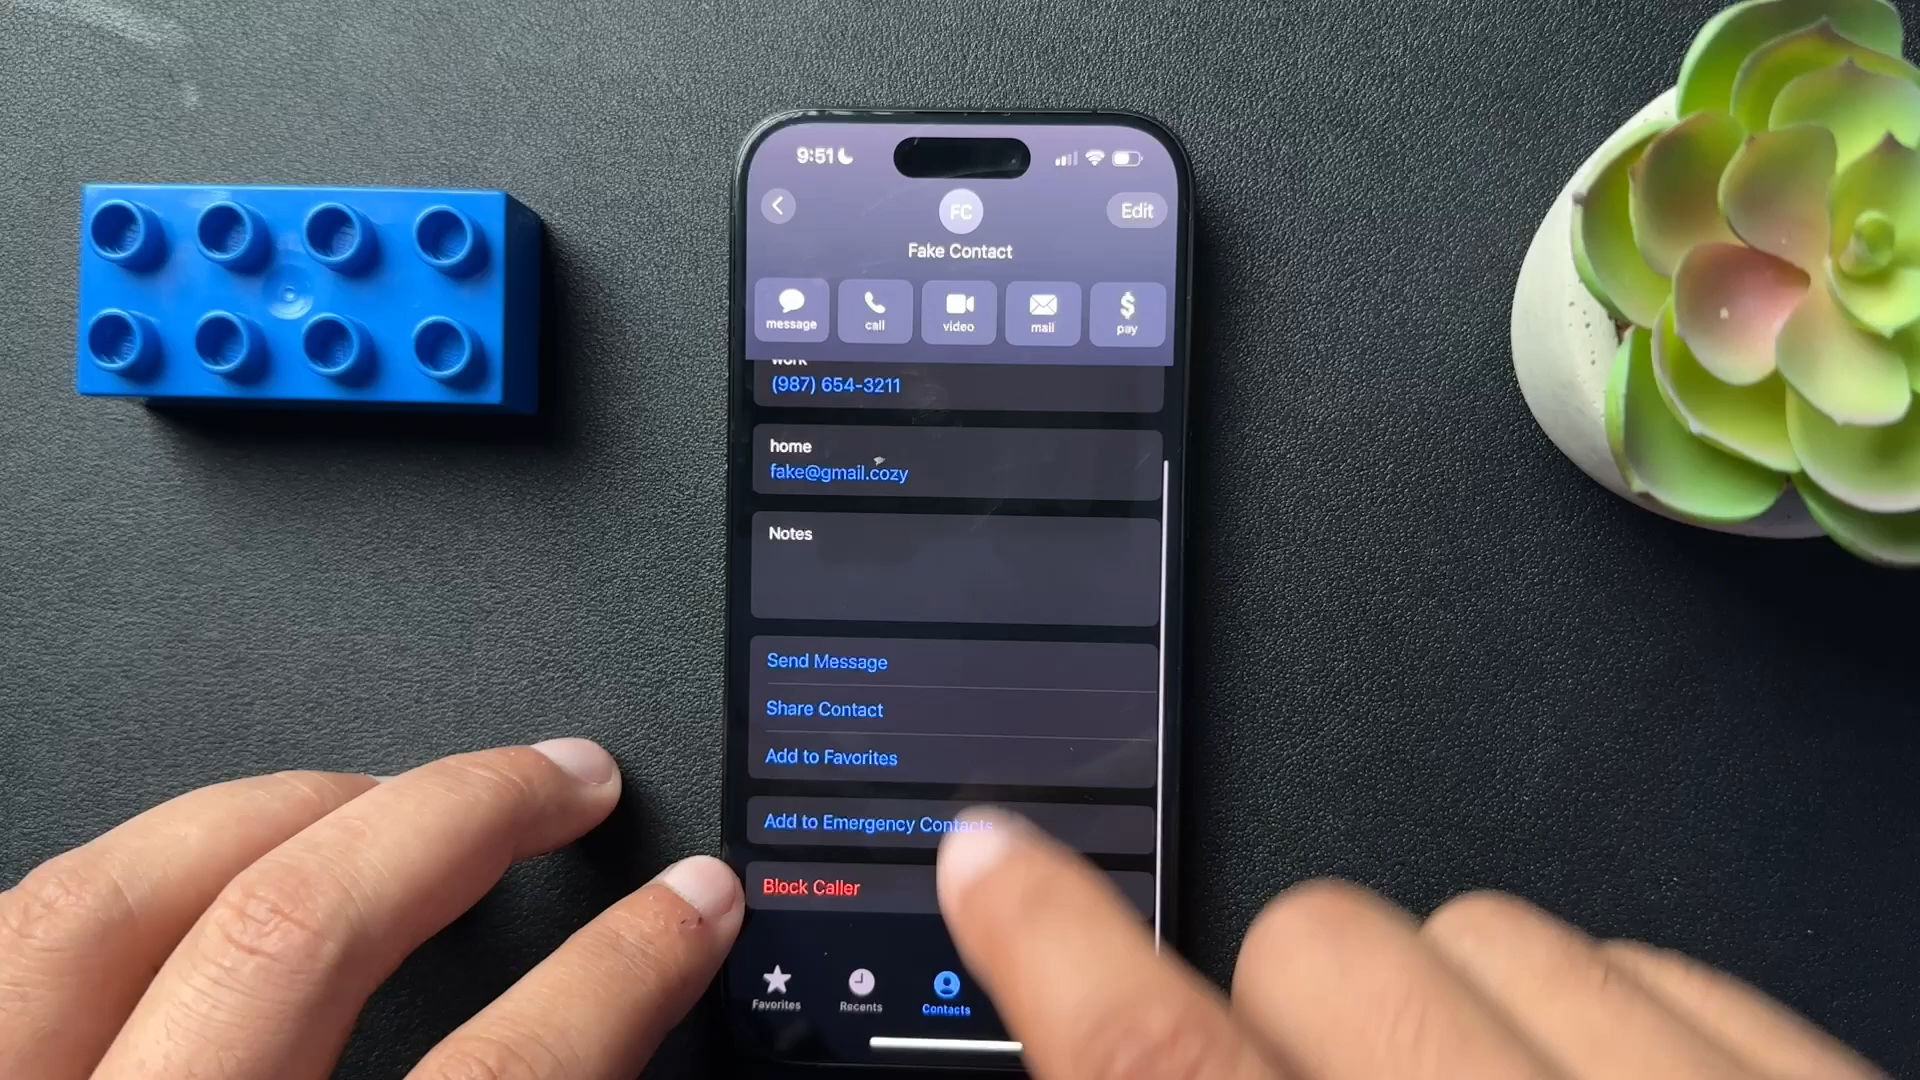 9:51
Edit
FC
Fake Contact
message
call
video
mail
pay
work
(987) 654-3211
home
fake@gmail.cozy
Notes
Send Message
Share Contact
Add to Favorites
Add to Emergency Contacts
Block Caller
Favorites
Recents
Contacts